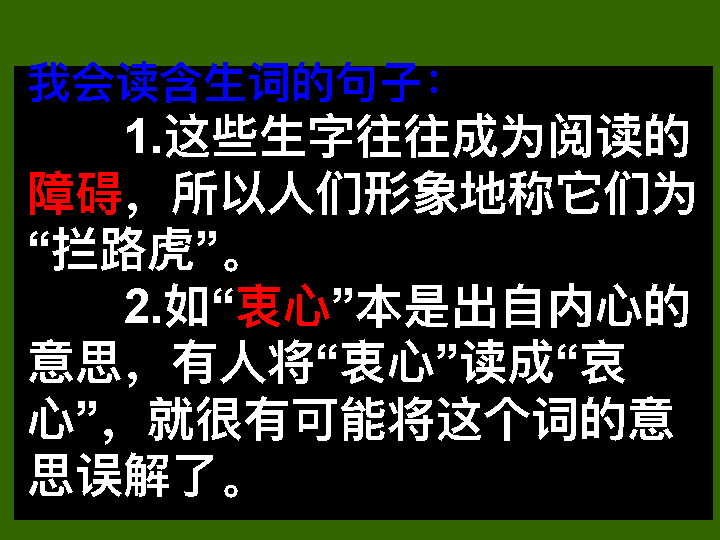 我会读含生词的句子：
1.这些生字往往成为阅读的
障碍，所以人们形象地称它们为
“拦路虎”。
2.如“衷心”本是出自内心的
意思，有人将“衷心”读成“哀
心”，就很有可能将这个词的意
思误解了。